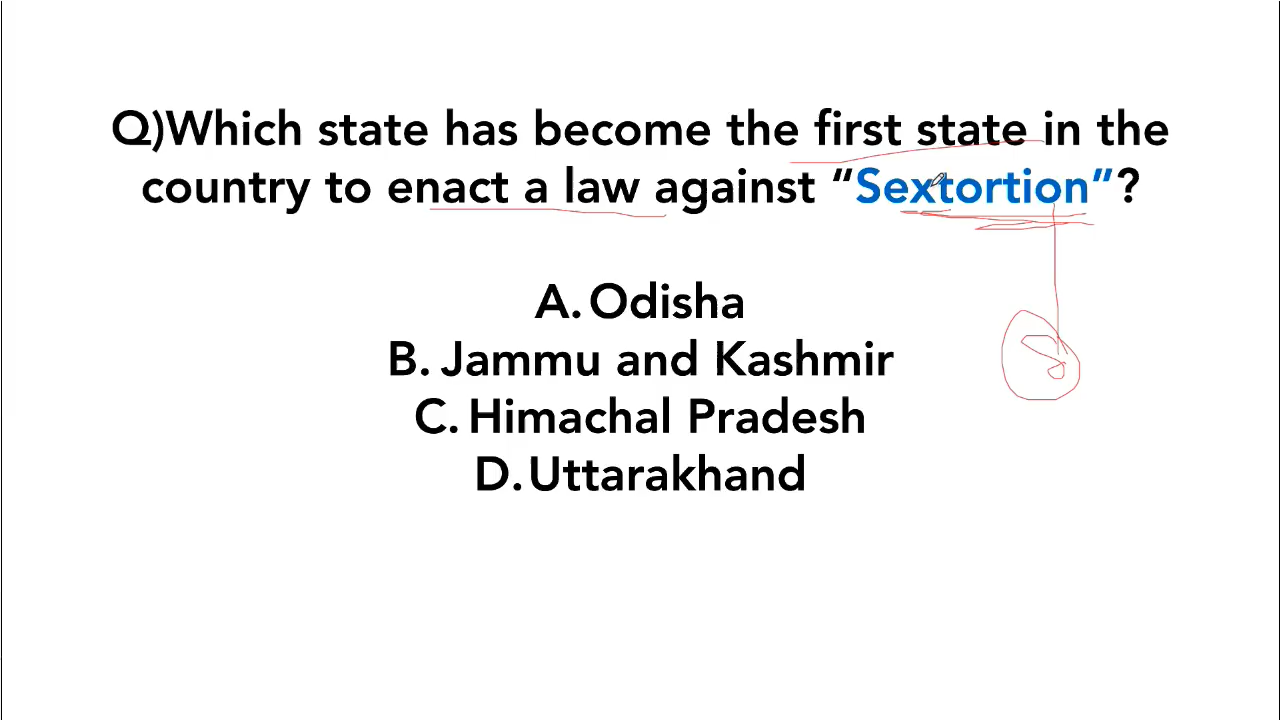 Q)Which state has become the first state in the
country to enact a law against “Sextortion”?
A. Odisha
B. Jammu and Kashmir
C. Himachal Pradesh
D. Uttarakhand